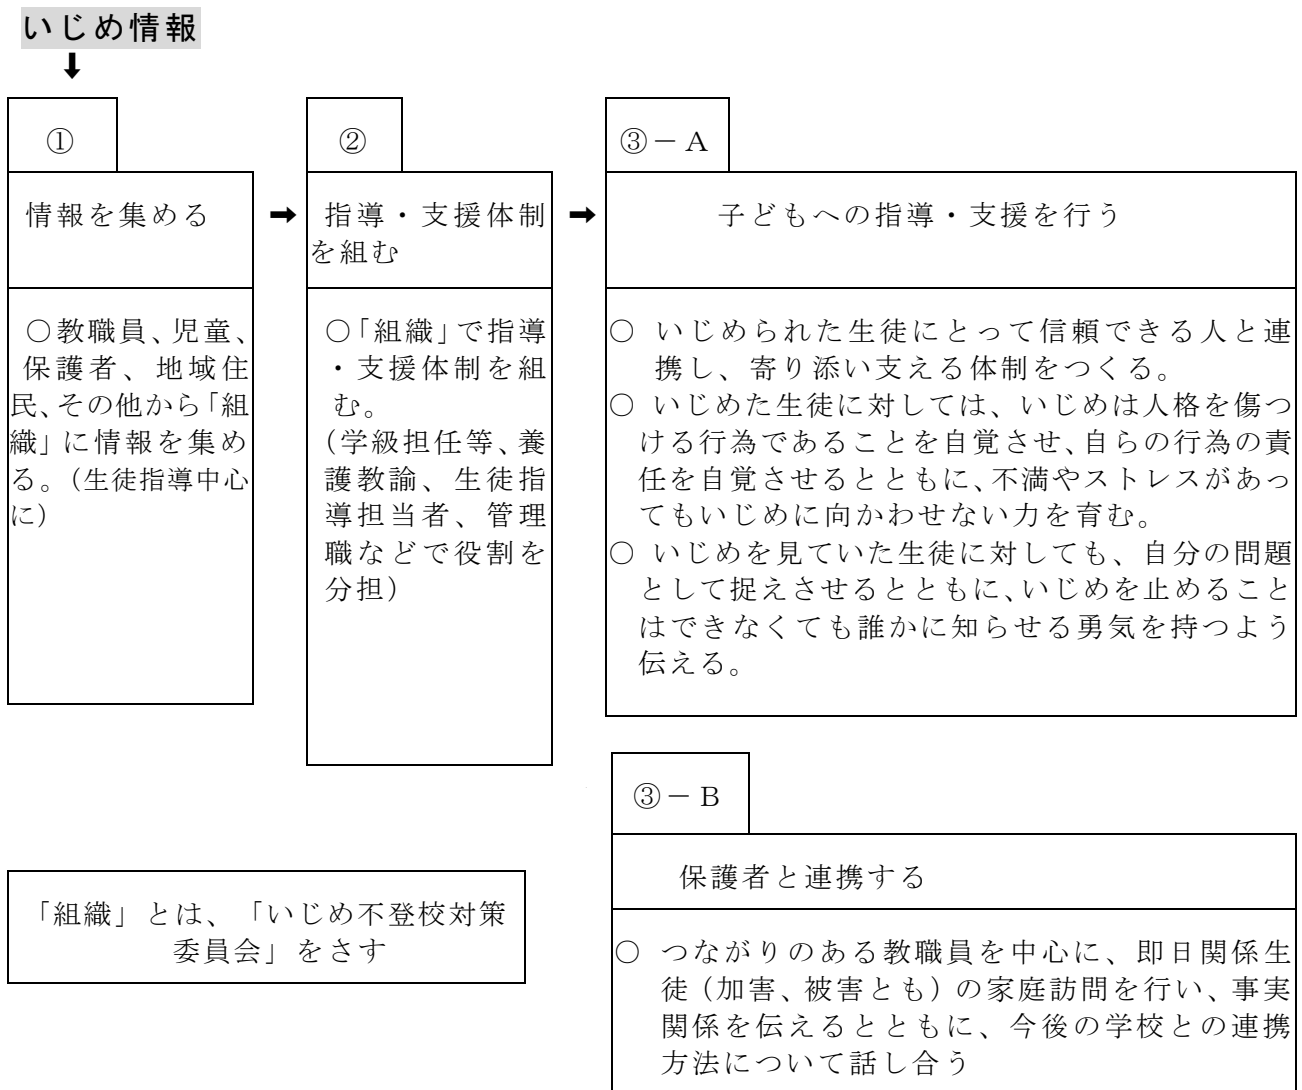 いじめ情報
⬇
①
情報を集める
○教職員、児童、
保護者、地域住
民、その他から「組
織」に情報を集め
る。(生徒指導中心
に)
➡
②
指導・支援体制
を組む
○「組織」で指導
・支援体制を組
む。
(学級担任等、養
護教諭、生徒指
導担当者、管理
職などで役割を
分担)
➡
③－A
子どもへの指導・支援を行う
○ いじめられた生徒にとって信頼できる人と連
携し、寄り添い支える体制をつくる。
○ いじめた生徒に対しては、いじめは人格を傷つ
ける行為であることを自覚させ、自らの行為の責
任を自覚させるとともに、不満やストレスがあっ
てもいじめに向かわせない力を育む。
○ いじめを見ていた生徒に対しても、自分の問題
として捉えさせるとともに、いじめを止めること
はできなくても誰かに知らせる勇気を持つよう
伝える。
③－B
保護者と連携する
○ つながりのある教職員を中心に、即日関係生
徒(加害、被害とも)の家庭訪問を行い、事実
関係を伝えるとともに、今後の学校との連携
方法について話し合う
「組織」とは、「いじめ不登校対策
委員会」をさす